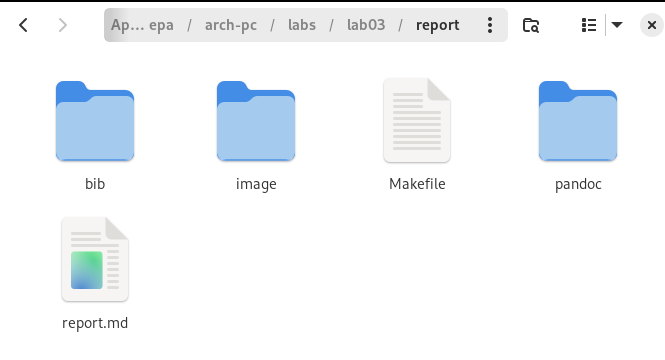 Ap... epa / arch-pc / labs / lab03 / report
bib
image
Makefile
pandoc
report.md